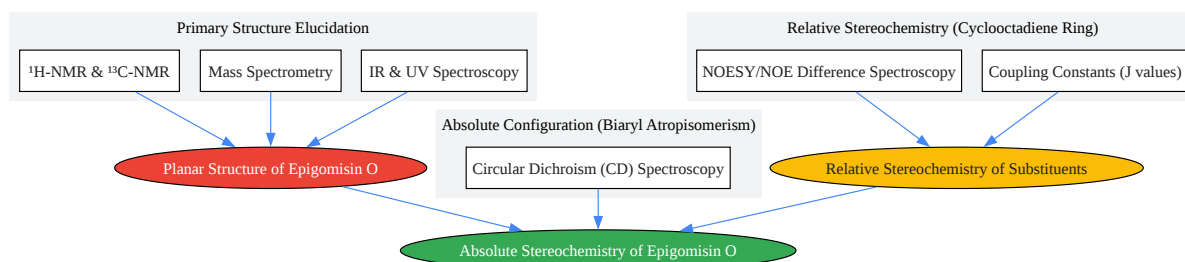 Primary Structure Elucidation
¹H-NMR & ¹³C-NMR
Mass Spectrometry
IR & UV Spectroscopy
Relative Stereochemistry (Cyclooctadiene Ring)
NOESY/NOE Difference Spectroscopy
Coupling Constants (J values)
Absolute Configuration (Biaryl Atropisomerism)
Circular Dichroism (CD) Spectroscopy
Planar Structure of Epigomisin O
Relative Stereochemistry of Substituents
Absolute Stereochemistry of Epigomisin O